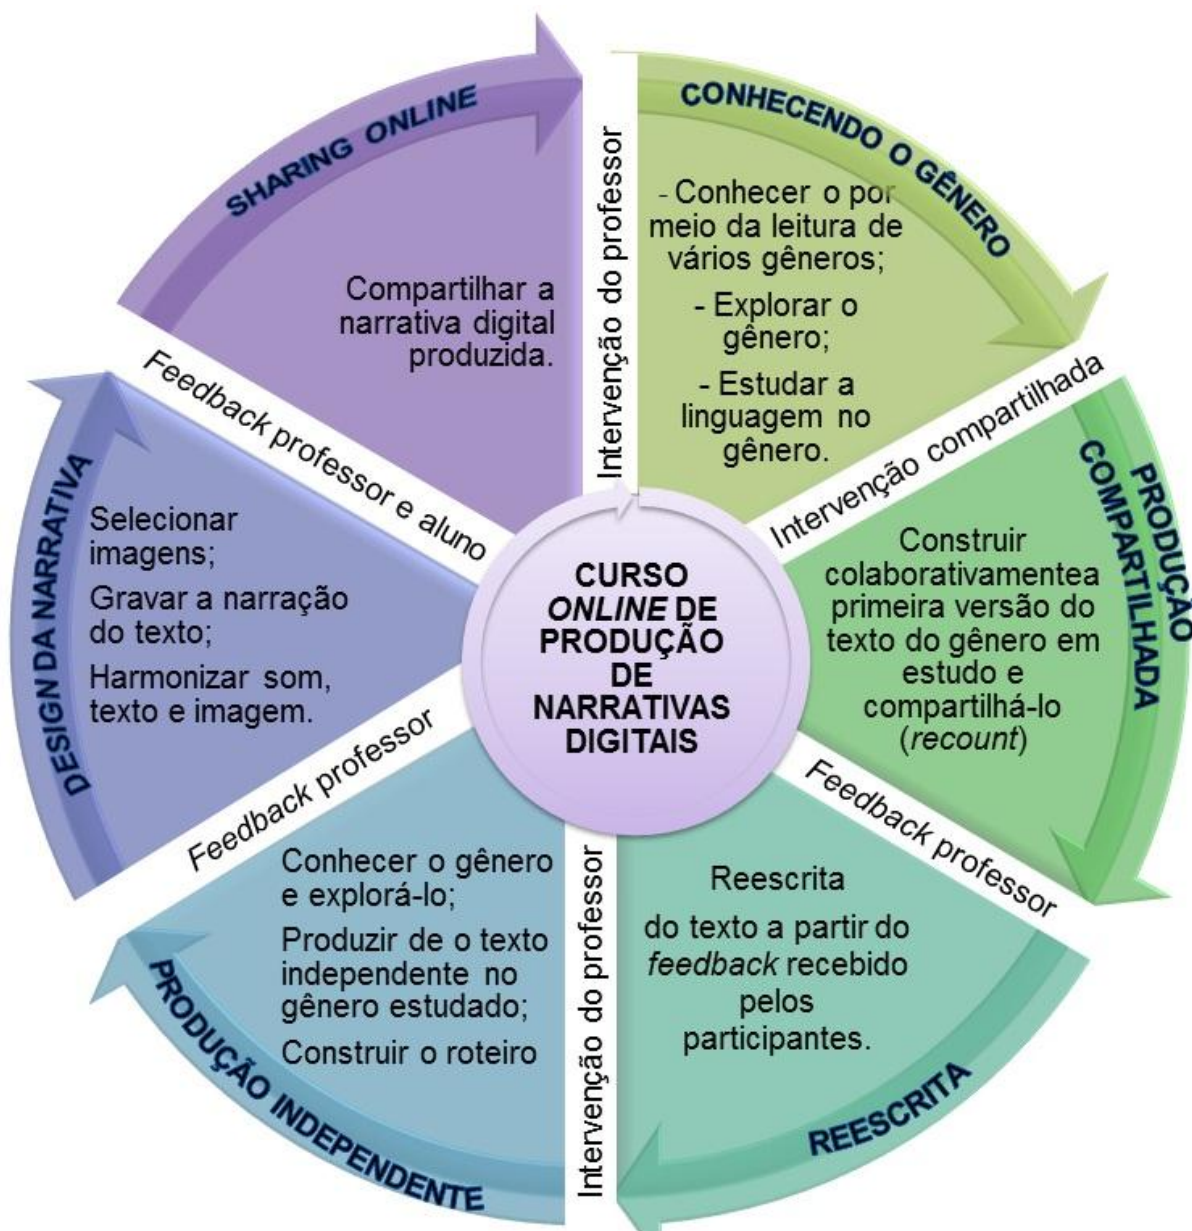 CURSO
ONLINE DE
PRODUÇÃO
DE
NARRATIVAS
DIGITAIS
Intervenção do professor
CONHECENDO O GÊNERO
- Conhecer o por
meio da leitura de
vários gêneros;
- Explorar o
gênero;
- Estudar a
linguagem no
gênero.
Intervenção compartilhada
PRODUÇÃO
COMPARTILHADA
Construir
colaborativamentea
primeira versão do
texto do gênero em
estudo e
compartilhá-lo
(recount)
Feedback professor
REESCRITA
Reescrita
do texto a partir do
feedback recebido
pelos
participantes.
Intervenção do professor
PRODUÇÃO INDEPENDENTE
Conhecer o gênero
e explorá-lo;
Produzir de o texto
independente no
gênero estudado;
Construir o roteiro
Feedback professor
DESIGN DA NARRATIVA
Selecionar
imagens;
Gravar a narração
do texto;
Harmonizar som,
texto e imagem.
Feedback professor e aluno
SHARING ONLINE
Compartilhar a
narrativa digital
produzida.